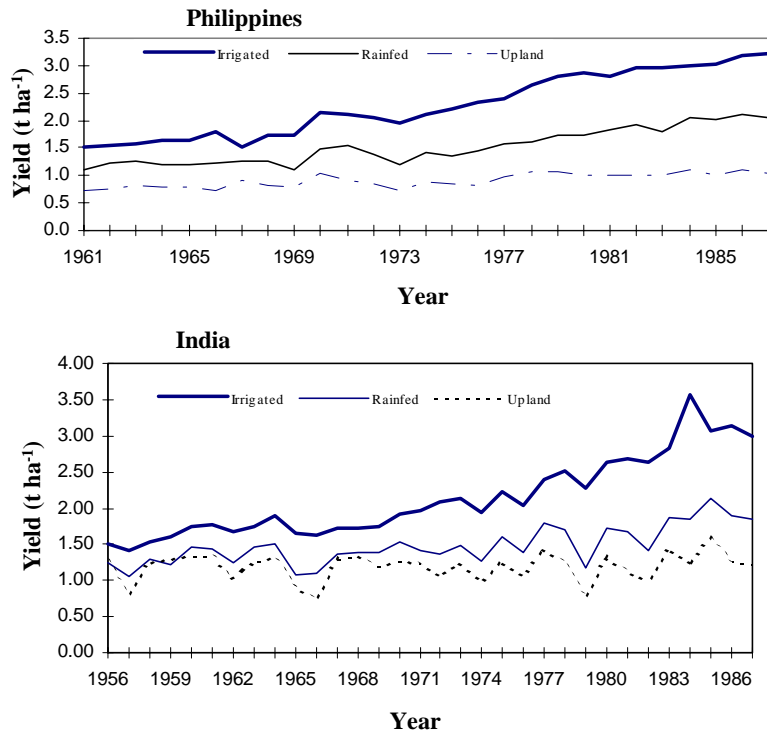 Philippines
3.5
3.0
2.5
2.0
1.5
1.0
0.5
0.0
Yield (t ha-1)
Irrigated Rainfed Upland
1961 1965 1969 1973 1977 1981 1985
Year
India
4.00
3.50
3.00
2.50
2.00
1.50
1.00
0.50
0.00
Yield (t ha-1)
Irrigated Rainfed Upland
1956 1959 1962 1965 1968 1971 1974 1977 1980 1983 1986
Year